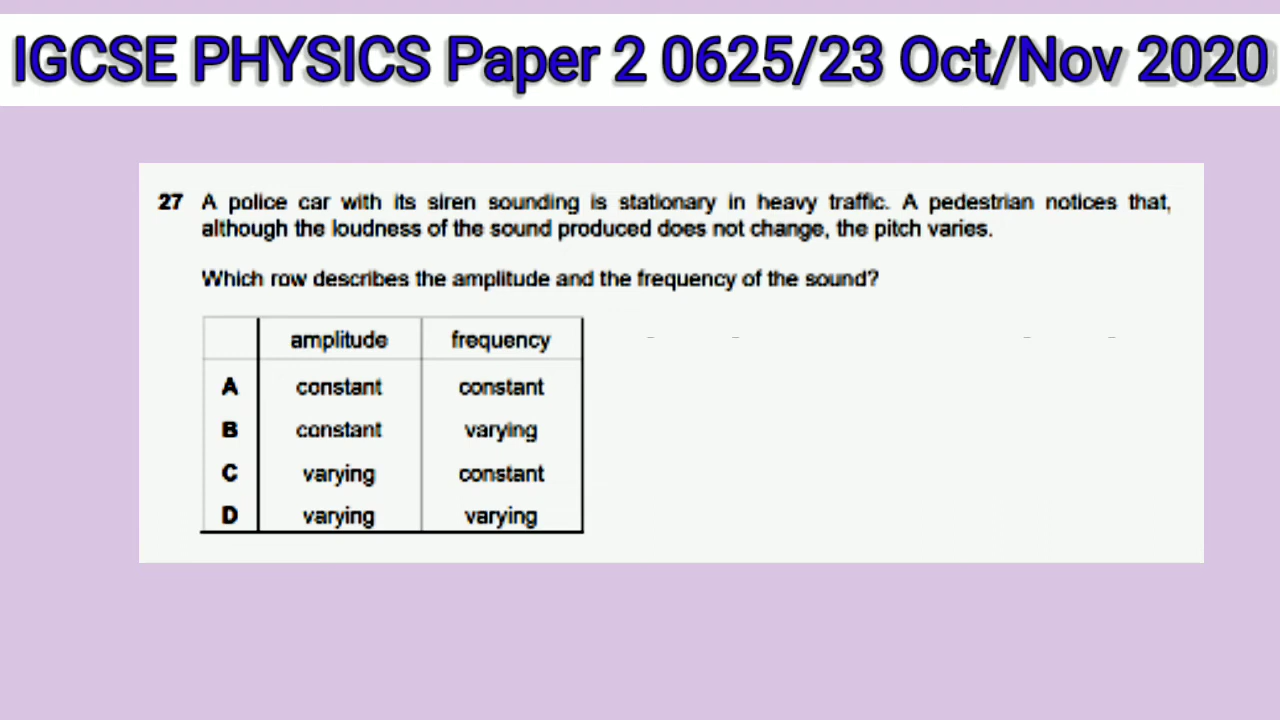 IGCSE PHYSICS Paper 2 0625/23 Oct/Nov 2020
27 A police car with its siren sounding is stationary in heavy traffic. A pedestrian notices that,
although the loudness of the sound produced does not change, the pitch varies.
Which row describes the amplitude and the frequency of the sound?
amplitude frequency
A constant constant
B constant varying
C varying constant
D varying varying